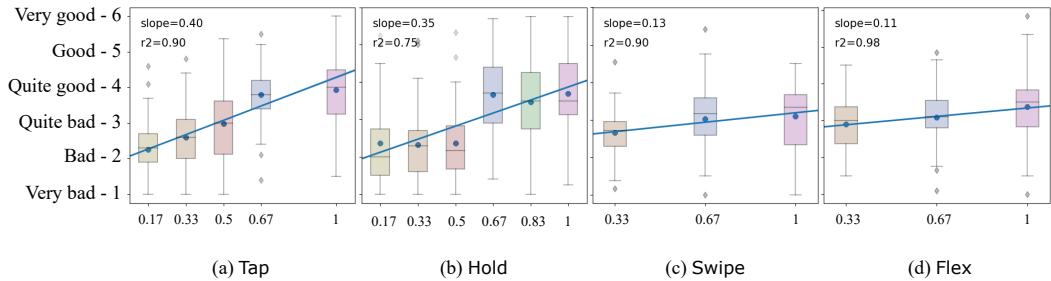 Very good - 6
Good - 5
Quite good - 4
Quite bad - 3
Bad - 2
Very bad - 1
slope=0.40
r2=0.90
0.17 0.33 0.5 0.67 1
(a) Tap
slope=0.35
r2=0.75
0.17 0.33 0.5 0.67 0.83 1
(b) Hold
slope=0.13
r2=0.90
0.33 0.67 1
(c) Swipe
slope=0.11
r2=0.98
0.33 0.67 1
(d) Flex